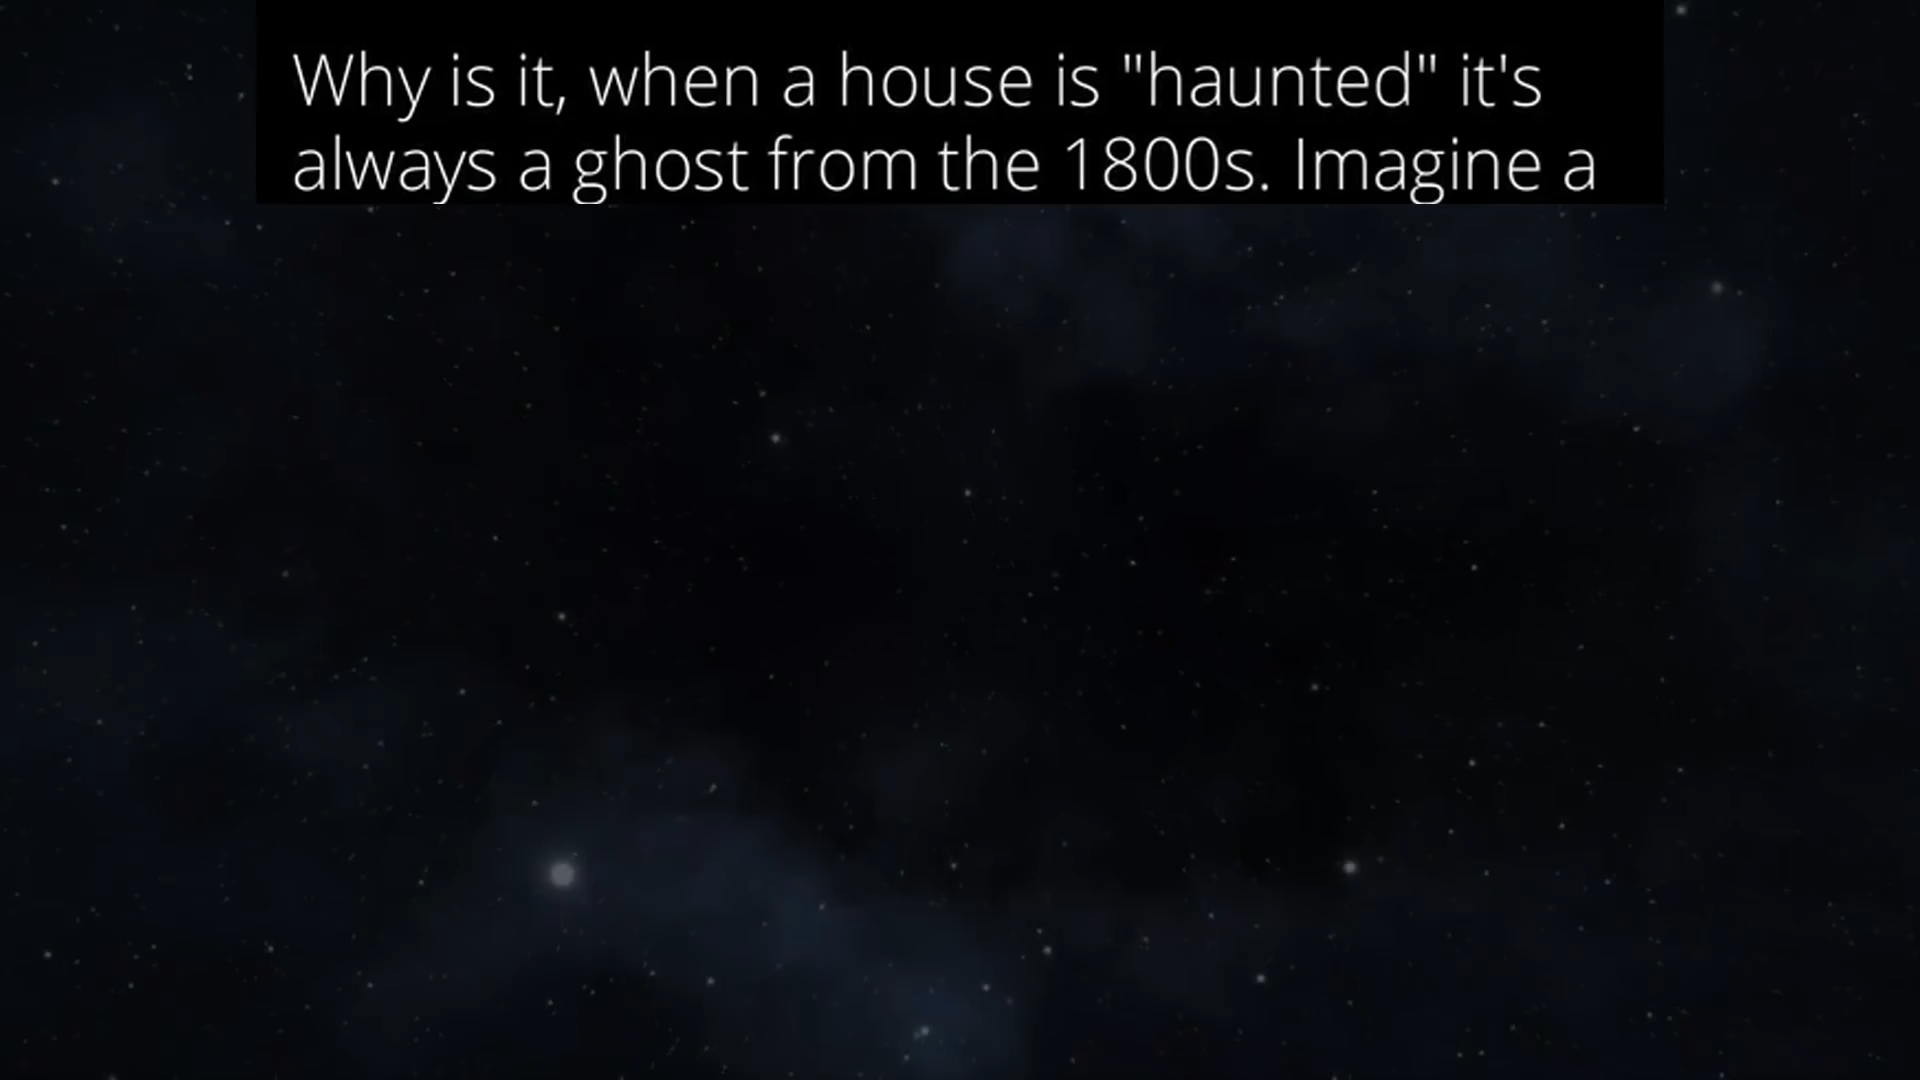 Why is it, when a house is "haunted" it's
always a ghost from the 1800s. Imagine a